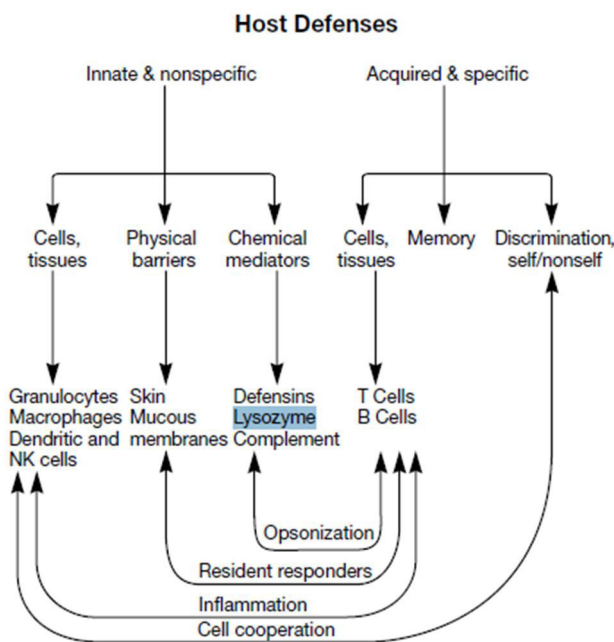 Host Defenses
Innate & nonspecific
Acquired & specific
Cells,
tissues
Physical
barriers
Chemical
mediators
Cells,
tissues
Memory
Discrimination,
self/nonself
Granulocytes
Macrophages
Dendritic and
NK cells
Skin
Mucous
membranes
Defensins
Lysozyme
Complement
T Cells
B Cells
Opsonization
Resident responders
Inflammation
Cell cooperation